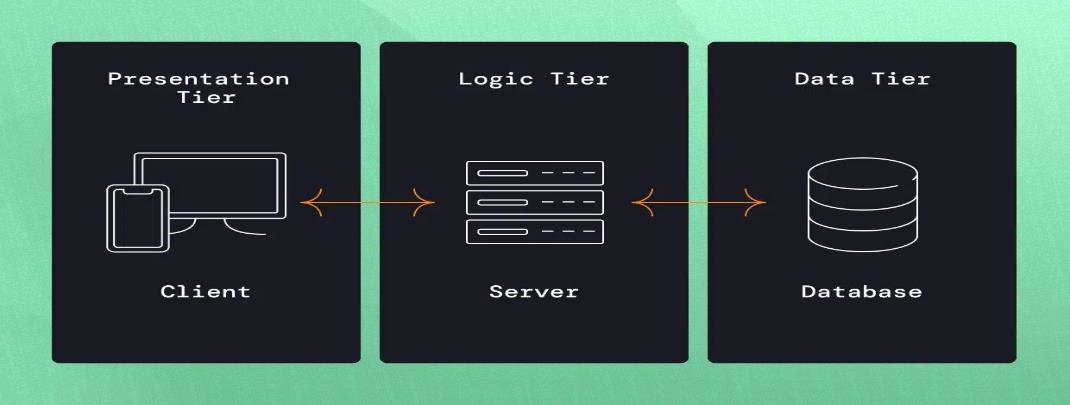 Presentation
Tier
Logic Tier
Data Tier
Client
Server
Database